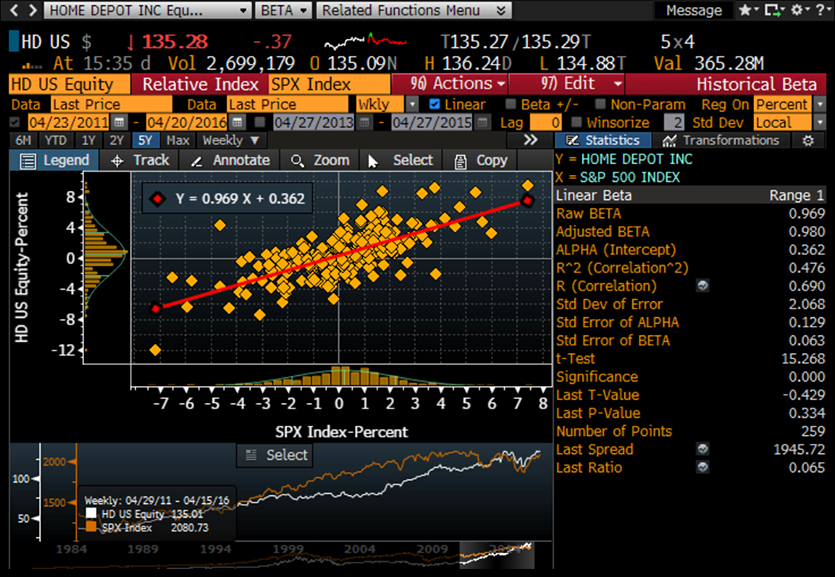 HOME DEPOT INC Equ... BETA Related Functions Menu Message
HD US $ 135.28 -.37 T135.27/135.29T 5x4
At 15:35 d Vol 2,699,179 O 135.09N H 136.24D L 134.88T Val 365.28M
HD US Equity Relative Index SPX Index 96) Actions 97) Edit Historical Beta
Data Last Price Data Last Price Wkly Linear Beta +/- Non-Param Reg On Percent
04/23/2011 - 04/20/2016 04/27/2013 - 04/27/2015 Lag 0 Winsorize 2 Std Dev Local
6M YTD 1Y 2Y 5Y Max Weekly ▼ >> Statistics Transformations
Legend Track Annotate Zoom Select Copy
Y = HOME DEPOT INC
X = S&P 500 INDEX
Linear Beta Range 1
Raw BETA 0.969
Adjusted BETA 0.980
ALPHA (Intercept) 0.362
R^2 (Correlation^2) 0.476
R (Correlation) 0.690
Std Dev of Error 2.068
Std Error of ALPHA 0.129
Std Error of BETA 0.063
t-Test 15.268
Significance 0.000
Last T-Value -0.429
Last P-Value 0.334
Number of Points 259
Last Spread 1945.72
Last Ratio 0.065
Y = 0.969 X + 0.362
HD US Equity-Percent
8
4
0
-4
-8
-12
-7 -6 -5 -4 -3 -2 -1 0 1 2 3 4 5 6 7 8
SPX Index-Percent
Select
100
50
2000
1500
Weekly: 04/29/11 - 04/15/16
HD US Equity 135.01
SPX Index 2080.73
1984 1989 1994 1999 2004 2009 2014